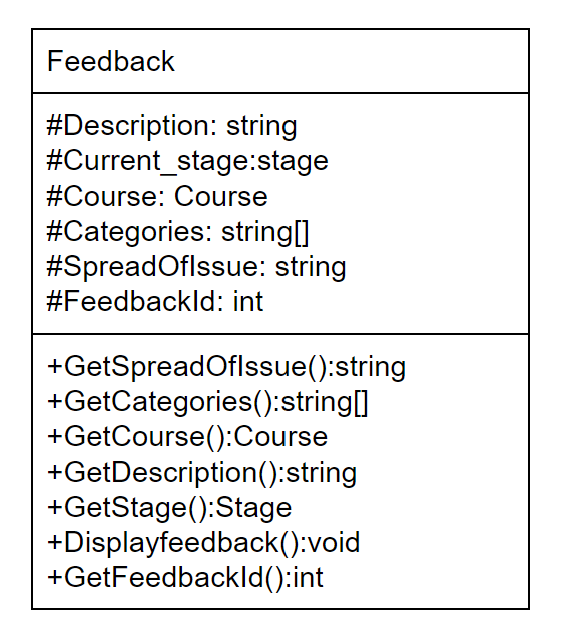 Feedback
#Description: string
#Current_stage:stage
#Course: Course
#Categories: string[]
#SpreadOfIssue: string
#FeedbackId: int
+GetSpreadOfIssue():string
+GetCategories():string[]
+GetCourse():Course
+GetDescription():string
+GetStage():Stage
+Displayfeedback():void
+GetFeedbackId():int